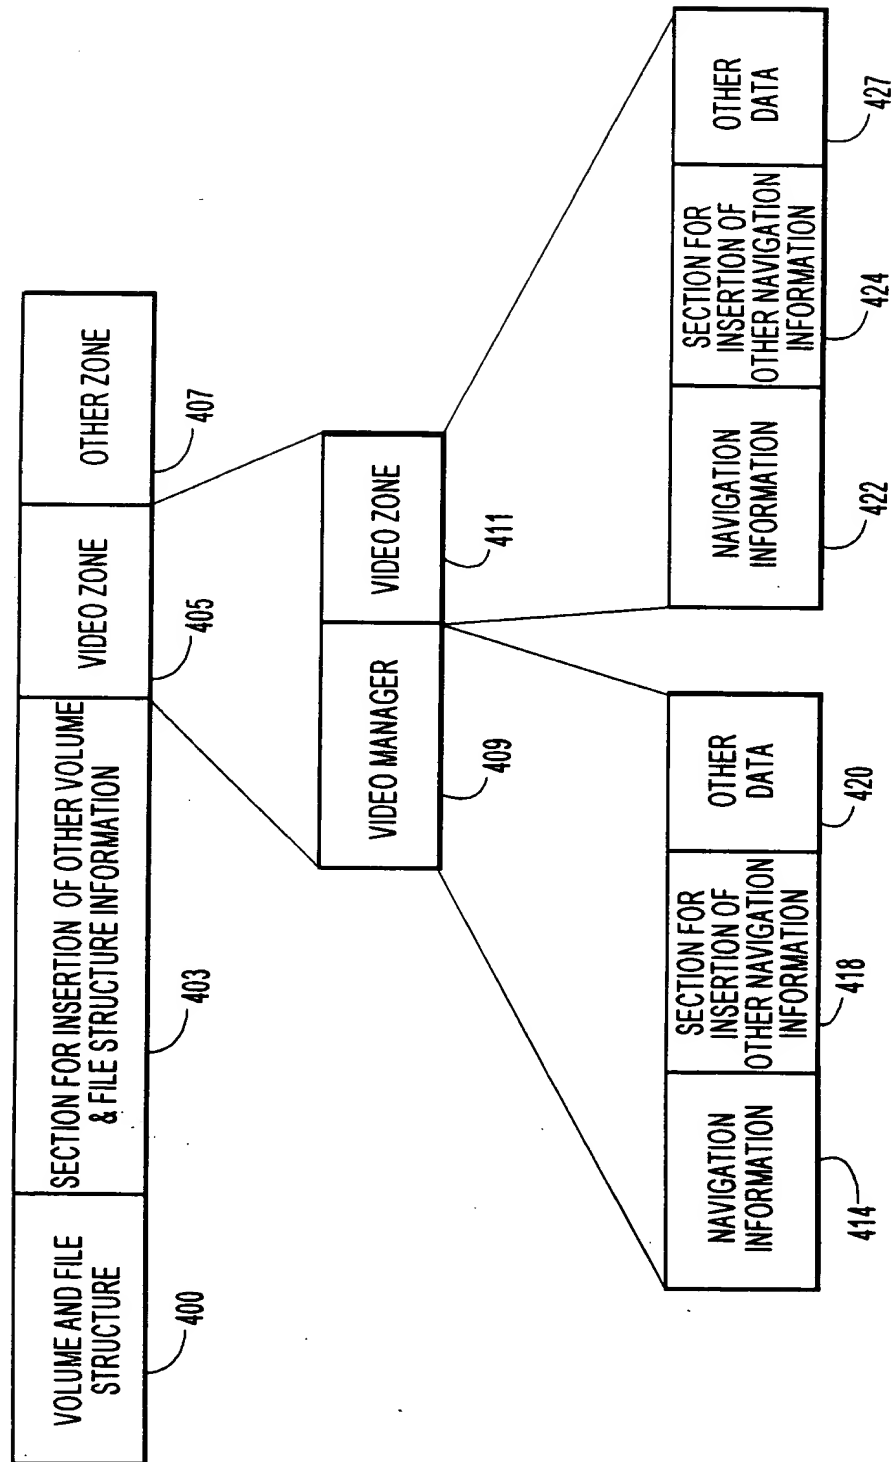 VOLUME AND FILE
STRUCTURE
400
SECTION FOR INSERTION OF OTHER VOLUME
& FILE STRUCTURE INFORMATION
403
VIDEO ZONE
405
OTHER ZONE
407
VIDEO MANAGER
409
VIDEO ZONE
411
NAVIGATION
INFORMATION
414
SECTION FOR
INSERTION OF
OTHER NAVIGATION
INFORMATION
418
OTHER
DATA
420
NAVIGATION
INFORMATION
422
SECTION FOR
INSERTION OF
OTHER NAVIGATION
INFORMATION
424
OTHER
DATA
427